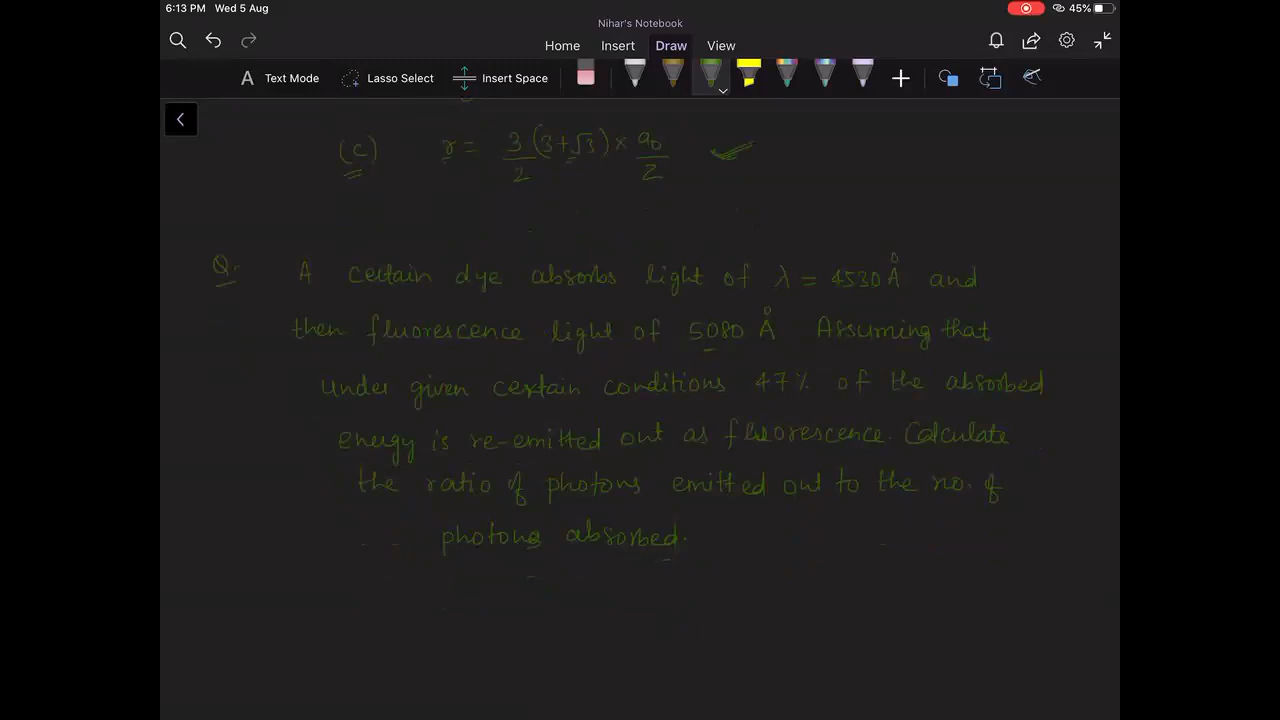 6:13 PM Wed 5 Aug
45%
Nihar's Notebook
Home Insert Draw View
A Text Mode Lasso Select Insert Space
(c) r = 3/2 (3+√3) × a₀/Z
Q. A certain dye absorbs light of λ = 4530 Å and
then fluorescence light of 5080 Å Assuming that
under given certain conditions 47% of the absorbed
energy is re-emitted out as fluorescence. Calculate
the ratio of photons emitted out to the no. of
photons absorbed.